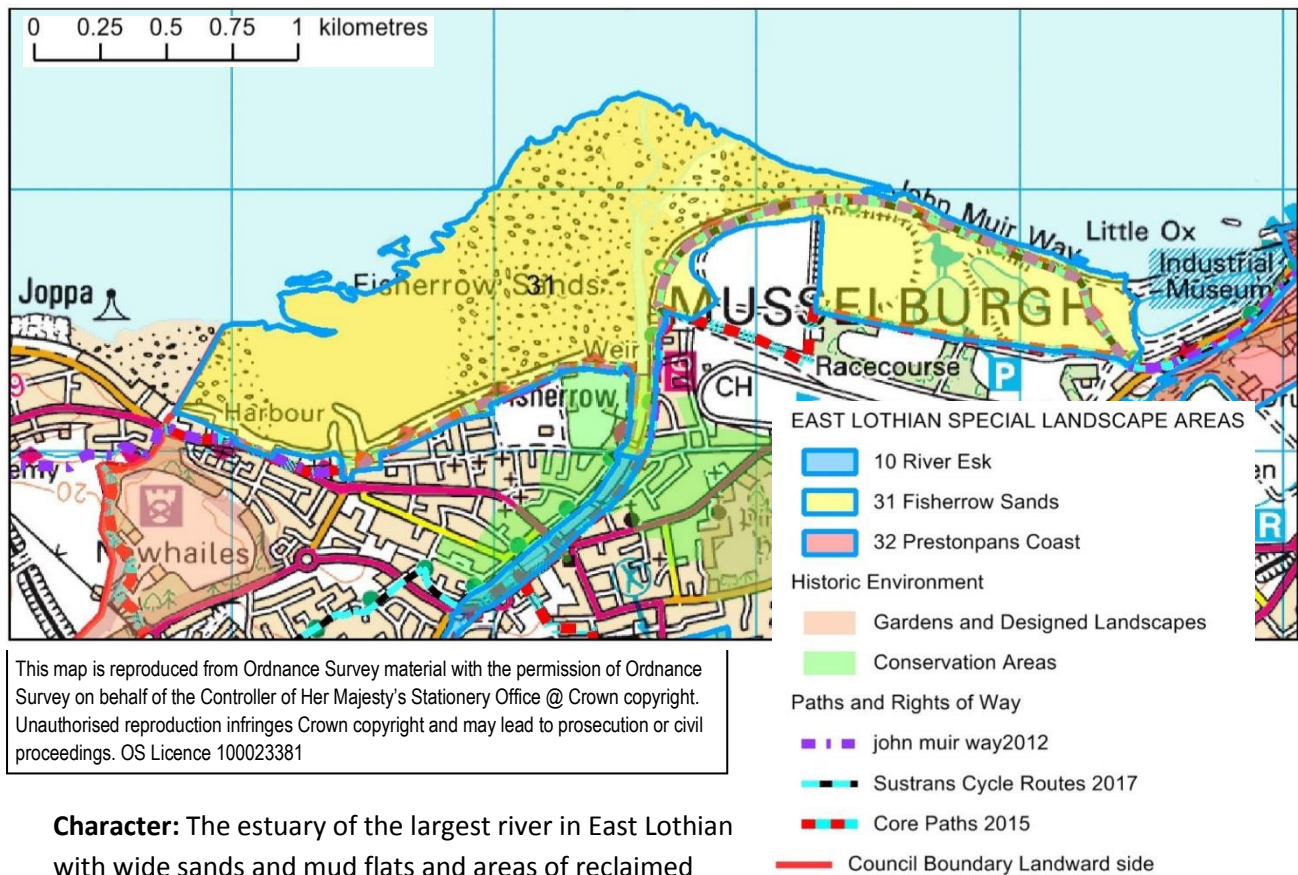 0 0.25 0.5 0.75 1 kilometres
John Muir Way
Little Ox
Industrial
Museum
Joppa
Fisherrow Sands
31
MUSSELBURGH
Weir
Racecourse
P
CH
Harbour
Fisherrow
20
Newhailes
R
EAST LOTHIAN SPECIAL LANDSCAPE AREAS
10 River Esk
31 Fisherrow Sands
32 Prestonpans Coast
Historic Environment
Gardens and Designed Landscapes
Conservation Areas
Paths and Rights of Way
john muir way2012
Sustrans Cycle Routes 2017
Core Paths 2015
Council Boundary Landward side
This map is reproduced from Ordnance Survey material with the permission of Ordnance
Survey on behalf of the Controller of Her Majesty's Stationery Office @ Crown copyright.
Unauthorised reproduction infringes Crown copyright and may lead to prosecution or civil
proceedings. OS Licence 100023381
Character: The estuary of the largest river in East Lothian
with wide sands and mud flats and areas of reclaimed